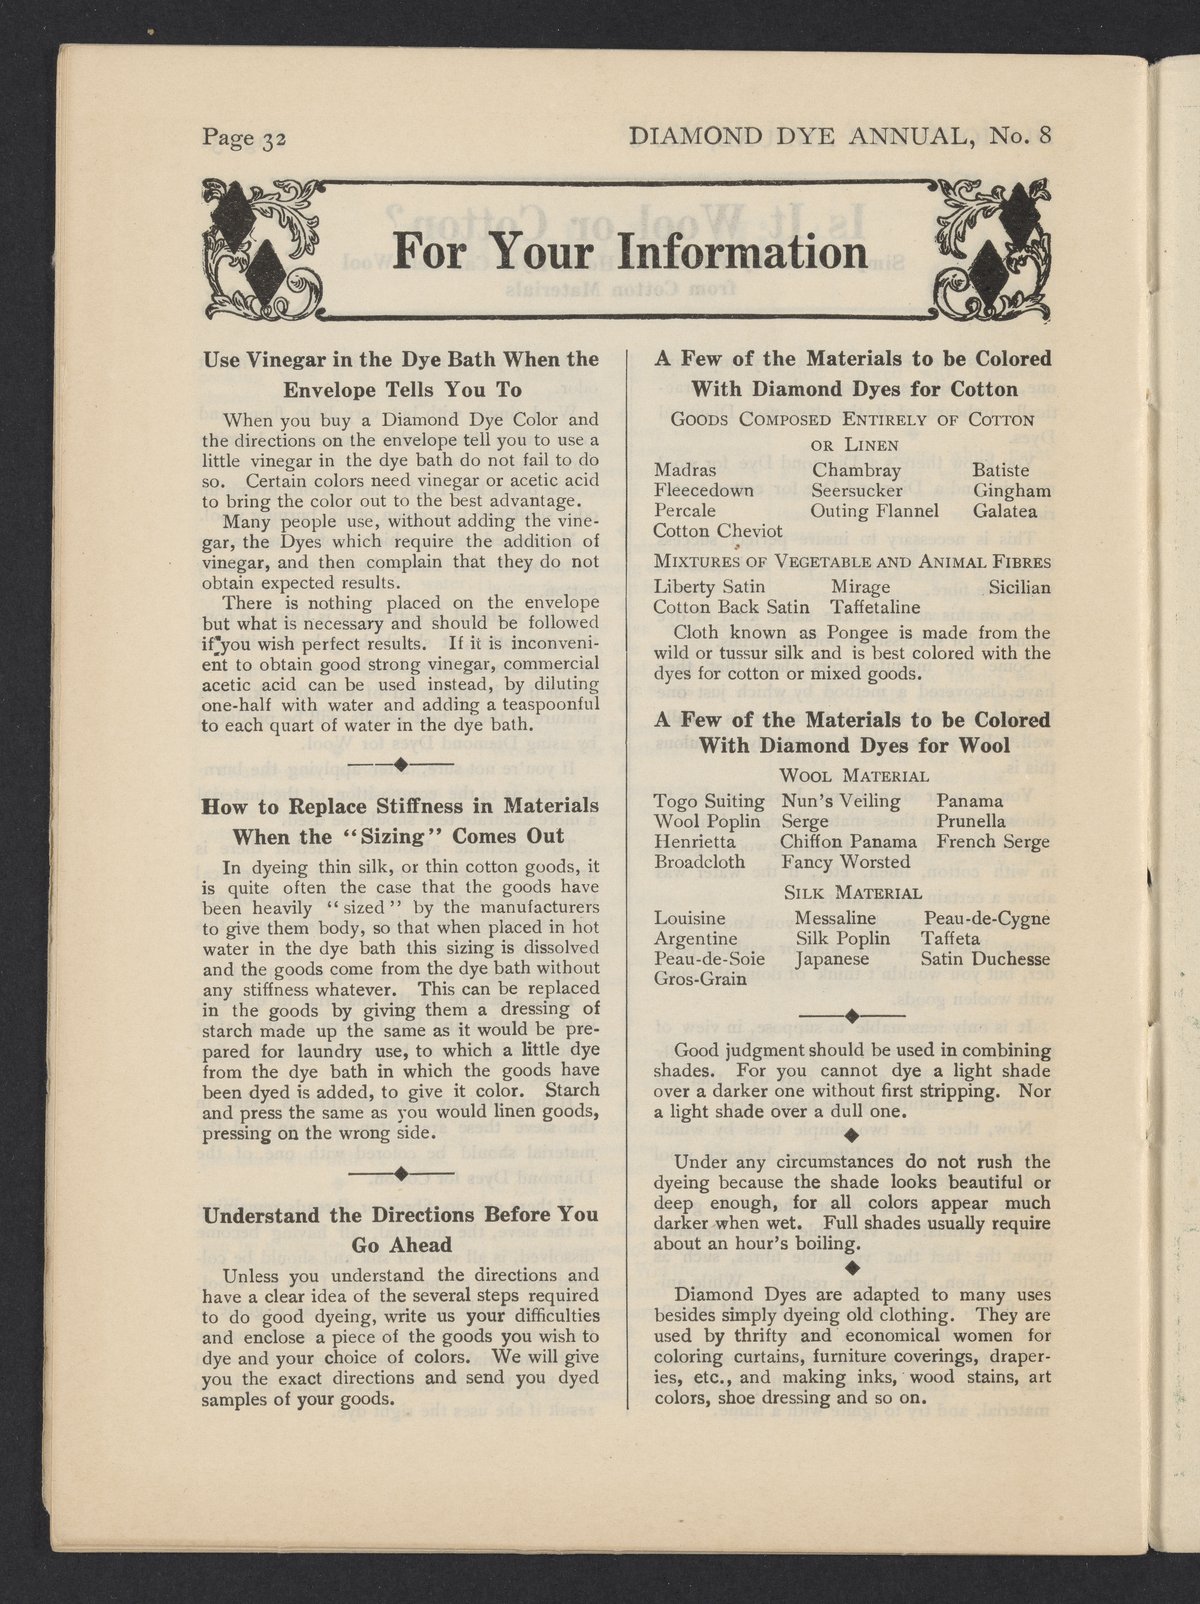 Page 32
DIAMOND DYE ANNUAL, No. 8
For Your Information
Use Vinegar in the Dye Bath When the
Envelope Tells You To
When you buy a Diamond Dye Color and
the directions on the envelope tell you to use a
little vinegar in the dye bath do not fail to do
so. Certain colors need vinegar or acetic acid
to bring the color out to the best advantage.
Many people use, without adding the vine-
gar, the Dyes which require the addition of
vinegar, and then complain that they do not
obtain expected results.
There is nothing placed on the envelope
but what is necessary and should be followed
if you wish perfect results. If it is inconveni-
ent to obtain good strong vinegar, commercial
acetic acid can be used instead, by diluting
one-half with water and adding a teaspoonful
to each quart of water in the dye bath.
How to Replace Stiffness in Materials
When the "Sizing" Comes Out
In dyeing thin silk, or thin cotton goods, it
is quite often the case that the goods have
been heavily "sized" by the manufacturers
to give them body, so that when placed in hot
water in the dye bath this sizing is dissolved
and the goods come from the dye bath without
any stiffness whatever. This can be replaced
in the goods by giving them a dressing of
starch made up the same as it would be pre-
pared for laundry use, to which a little dye
from the dye bath in which the goods have
been dyed is added, to give it color. Starch
and press the same as you would linen goods,
pressing on the wrong side.
Understand the Directions Before You
Go Ahead
Unless you understand the directions and
have a clear idea of the several steps required
to do good dyeing, write us your difficulties
and enclose a piece of the goods you wish to
dye and your choice of colors. We will give
you the exact directions and send you dyed
samples of your goods.
A Few of the Materials to be Colored
With Diamond Dyes for Cotton
GOODS COMPOSED ENTIRELY OF COTTON
OR LINEN
Madras Chambray Batiste
Fleecedown Seersucker Gingham
Percale Outing Flannel Galatea
Cotton Cheviot
MIXTURES OF VEGETABLE AND ANIMAL FIBRES
Liberty Satin Mirage Sicilian
Cotton Back Satin Taffetaline
Cloth known as Pongee is made from the
wild or tussur silk and is best colored with the
dyes for cotton or mixed goods.
A Few of the Materials to be Colored
With Diamond Dyes for Wool
WOOL MATERIAL
Togo Suiting Nun's Veiling Panama
Wool Poplin Serge Prunella
Henrietta Chiffon Panama French Serge
Broadcloth Fancy Worsted
SILK MATERIAL
Louisine Messaline Peau-de-Cygne
Argentine Silk Poplin Taffeta
Peau-de-Soie Japanese Satin Duchesse
Gros-Grain
Good judgment should be used in combining
shades. For you cannot dye a light shade
over a darker one without first stripping. Nor
a light shade over a dull one.
Under any circumstances do not rush the
dyeing because the shade looks beautiful or
deep enough, for all colors appear much
darker when wet. Full shades usually require
about an hour's boiling.
Diamond Dyes are adapted to many uses
besides simply dyeing old clothing. They are
used by thrifty and economical women for
coloring curtains, furniture coverings, draper-
ies, etc., and making inks, wood stains, art
colors, shoe dressing and so on.